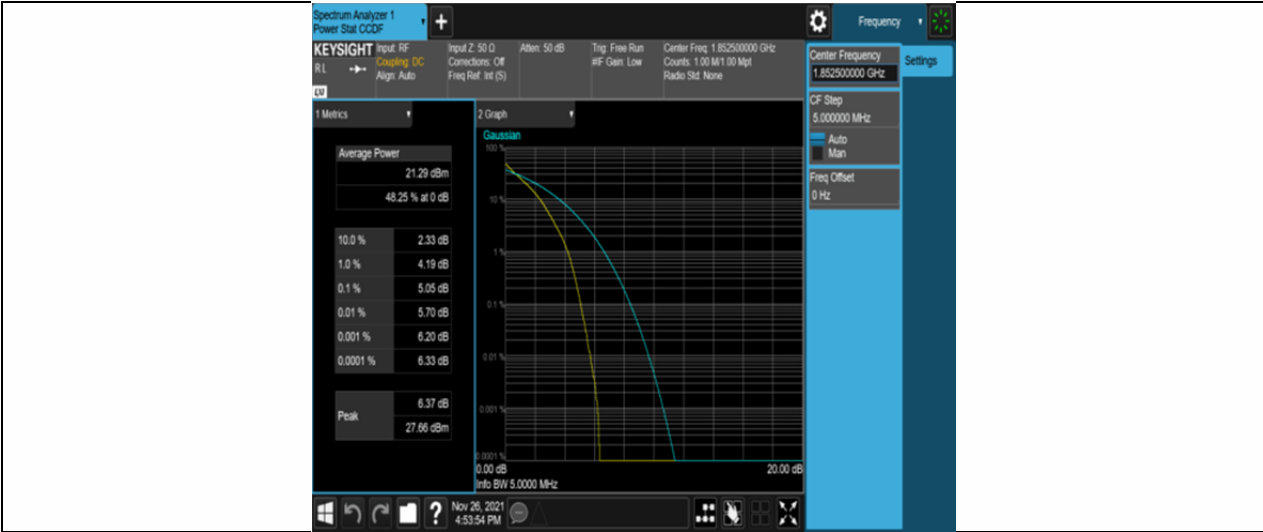 Spectrum Analyzer 1
Power Stat CCDF
Frequency
KEYSIGHT
RL
LV
Input: RF
Coupling: DC
Align: Auto
Input Z: 50 Ω
Corrections: Off
Freq Ref: Int (S)
Atten: 50 dB
Trig: Free Run
#IF Gain: Low
Center Freq: 1.852500000 GHz
Counts: 1.00 M/1.00 Mpt
Radio Std: None
Center Frequency
1.852500000 GHz
Settings
CF Step
5.000000 MHz
Auto
Man
Freq Offset
0 Hz
1 Metrics
Average Power
21.29 dBm
48.25 % at 0 dB
10.0 % 2.33 dB
1.0 % 4.19 dB
0.1 % 5.05 dB
0.01 % 5.70 dB
0.001 % 6.20 dB
0.0001 % 6.33 dB
Peak
6.37 dB
27.66 dBm
2 Graph
Gaussian
100 %
10 %
1 %
0.1 %
0.01 %
0.001 %
0.0001 %
0.00 dB 20.00 dB
Info BW 5.0000 MHz
Nov 26, 2021
4:53:54 PM